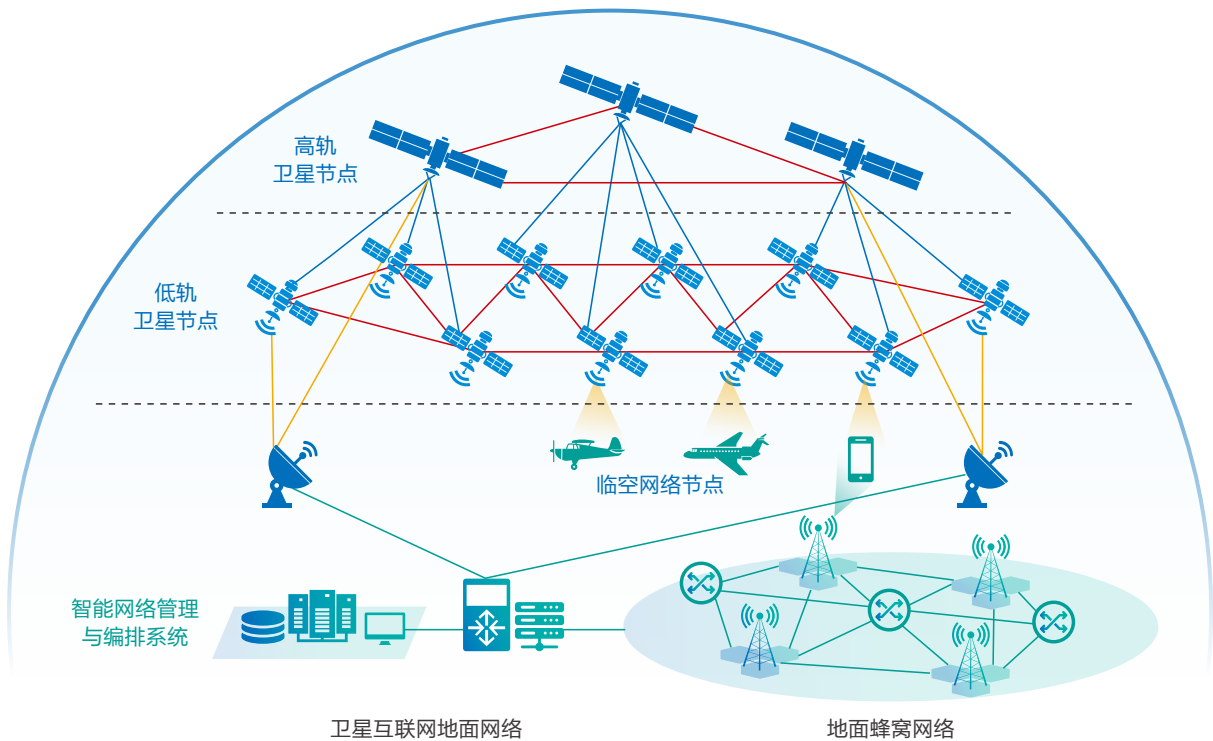 高轨
卫星节点
低轨
卫星节点
临空网络节点
智能网络管理
与编排系统
卫星互联网地面网络
地面蜂窝网络